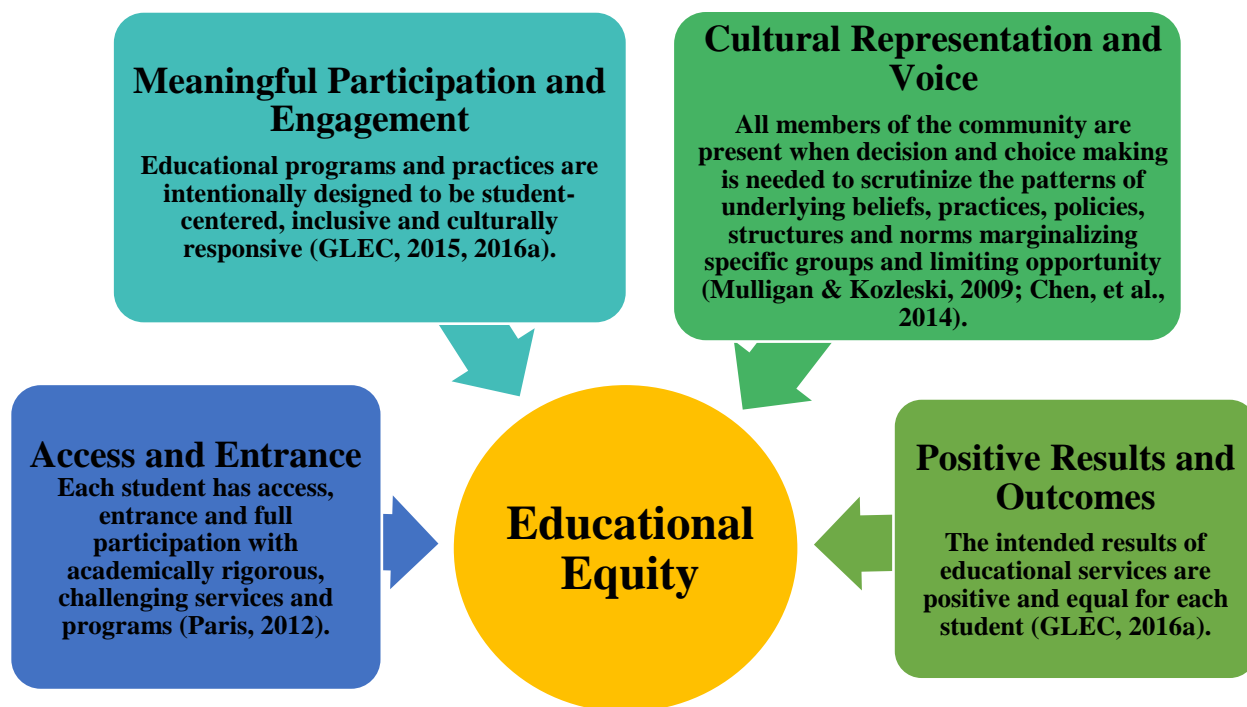 Meaningful Participation and
Engagement
Educational programs and practices are
intentionally designed to be student-
centered, inclusive and culturally
responsive (GLEC, 2015, 2016a).
Cultural Representation and
Voice
All members of the community are
present when decision and choice making
is needed to scrutinize the patterns of
underlying beliefs, practices, policies,
structures and norms marginalizing
specific groups and limiting opportunity
(Mulligan & Kozleski, 2009; Chen, et al.,
2014).
Access and Entrance
Each student has access,
entrance and full
participation with
academically rigorous,
challenging services and
programs (Paris, 2012).
Educational
Equity
Positive Results and
Outcomes
The intended results of
educational services are
positive and equal for each
student (GLEC, 2016a).